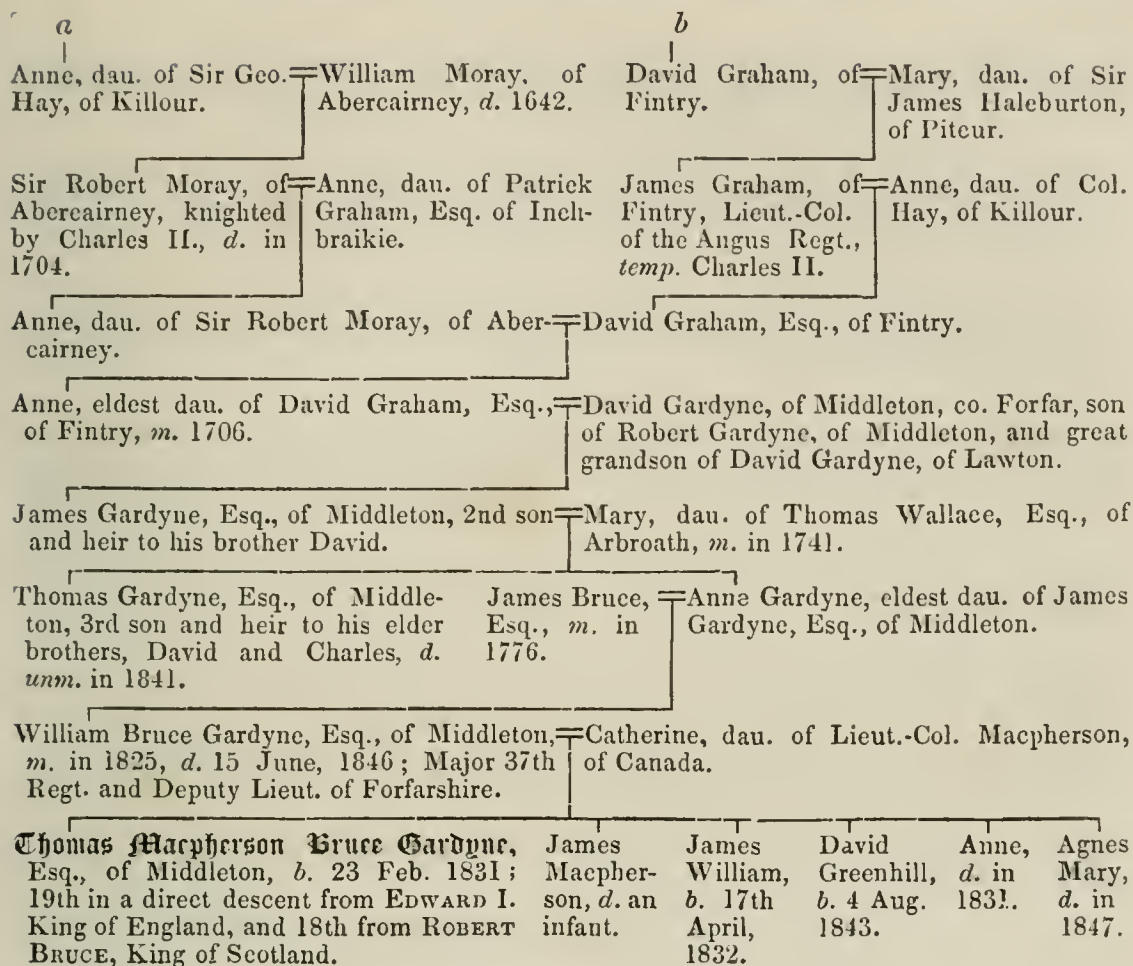 a
b
Anne, dau. of Sir Geo.
Hay, of Killour.
William Moray, of
Abercairney, d. 1642.
David Graham, of
Fintry.
Mary, dau. of Sir
James Haleburton,
of Pitcur.
Sir Robert Moray, of
Abercairney, knighted
by Charles II., d. in
1704.
Anne, dau. of Patrick
Graham, Esq. of Inch-
braikie.
James Graham, of
Fintry, Lieut.-Col.
of the Angus Regt.,
temp. Charles II.
Anne, dau. of Col.
Hay, of Killour.
Anne, dau. of Sir Robert Moray, of Aber-
cairney.
David Graham, Esq., of Fintry.
Anne, eldest dau. of David Graham, Esq.,
of Fintry, m. 1706.
David Gardyne, of Middleton, co. Forfar, son
of Robert Gardyne, of Middleton, and great
grandson of David Gardyne, of Lawton.
James Gardyne, Esq., of Middleton, 2nd son
and heir to his brother David.
Mary, dau. of Thomas Wallace, Esq., of
Arbroath, m. in 1741.
Thomas Gardyne, Esq., of Middle-
ton, 3rd son and heir to his elder
brothers, David and Charles, d.
unm. in 1841.
James Bruce,
Esq., m. in
1776.
Anne Gardyne, eldest dau. of James
Gardyne, Esq., of Middleton.
William Bruce Gardyne, Esq., of Middleton,
m. in 1825, d. 15 June, 1846; Major 37th
Regt. and Deputy Lieut. of Forfarshire.
Catherine, dau. of Lieut.-Col. Macpherson,
of Canada.
Thomas Macpherson Bruce Gardyne,
Esq., of Middleton, b. 23 Feb. 1831;
19th in a direct descent from EDWARD I.
King of England, and 18th from ROBERT
BRUCE, King of Scotland.
James
Macpher-
son, d. an
infant.
James
William,
b. 17th
April,
1832.
David
Greenhill,
b. 4 Aug.
1843.
Anne,
d. in
1831.
Agnes
Mary,
d. in
1847.